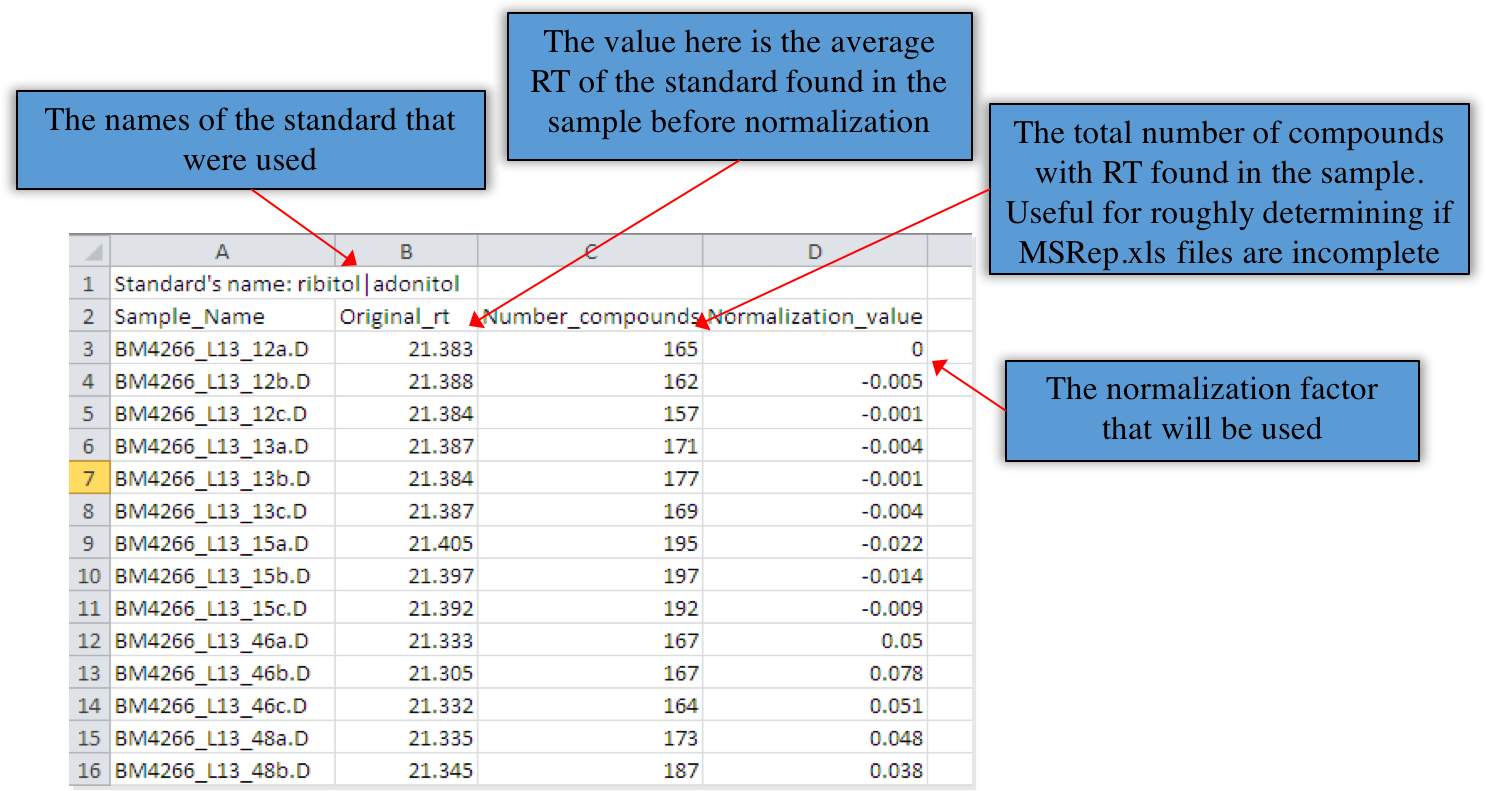 The value here is the average
RT of the standard found in the
sample before normalization
The names of the standard that
were used
The total number of compounds
with RT found in the sample.
Useful for roughly determining if
MSRep.xls files are incomplete
A B C D
1 Standard's name: ribitol|adonitol
2 Sample_Name Original_rt Number_compounds Normalization_value
3 BM4266_L13_12a.D 21.383 165 0
4 BM4266_L13_12b.D 21.388 162 -0.005
5 BM4266_L13_12c.D 21.384 157 -0.001
6 BM4266_L13_13a.D 21.387 171 -0.004
7 BM4266_L13_13b.D 21.384 177 -0.001
8 BM4266_L13_13c.D 21.387 169 -0.004
9 BM4266_L13_15a.D 21.405 195 -0.022
10 BM4266_L13_15b.D 21.397 197 -0.014
11 BM4266_L13_15c.D 21.392 192 -0.009
12 BM4266_L13_46a.D 21.333 167 0.05
13 BM4266_L13_46b.D 21.305 167 0.078
14 BM4266_L13_46c.D 21.332 164 0.051
15 BM4266_L13_48a.D 21.335 173 0.048
16 BM4266_L13_48b.D 21.345 187 0.038
The normalization factor
that will be used